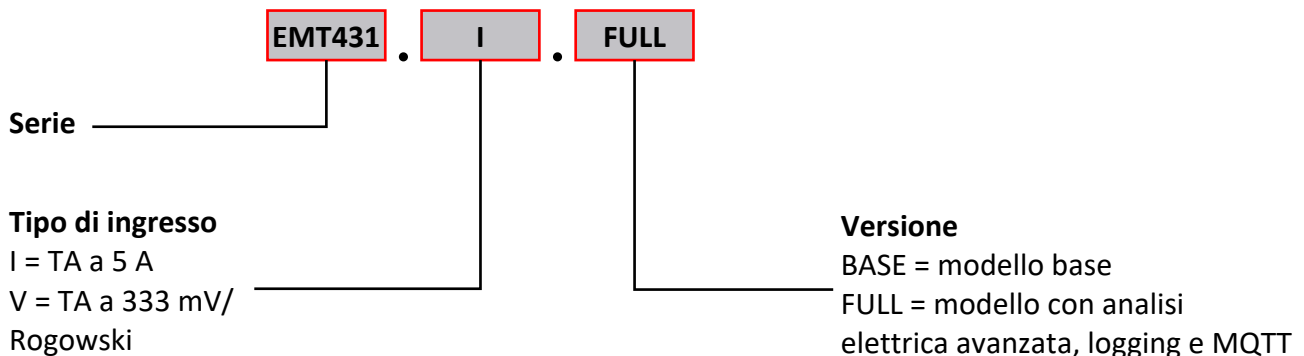 EMT431 . I . FULL
Serie
Tipo di ingresso
I = TA a 5 A
V = TA a 333 mV/
Rogowski
Versione
BASE = modello base
FULL = modello con analisi
elettrica avanzata, logging e MQTT